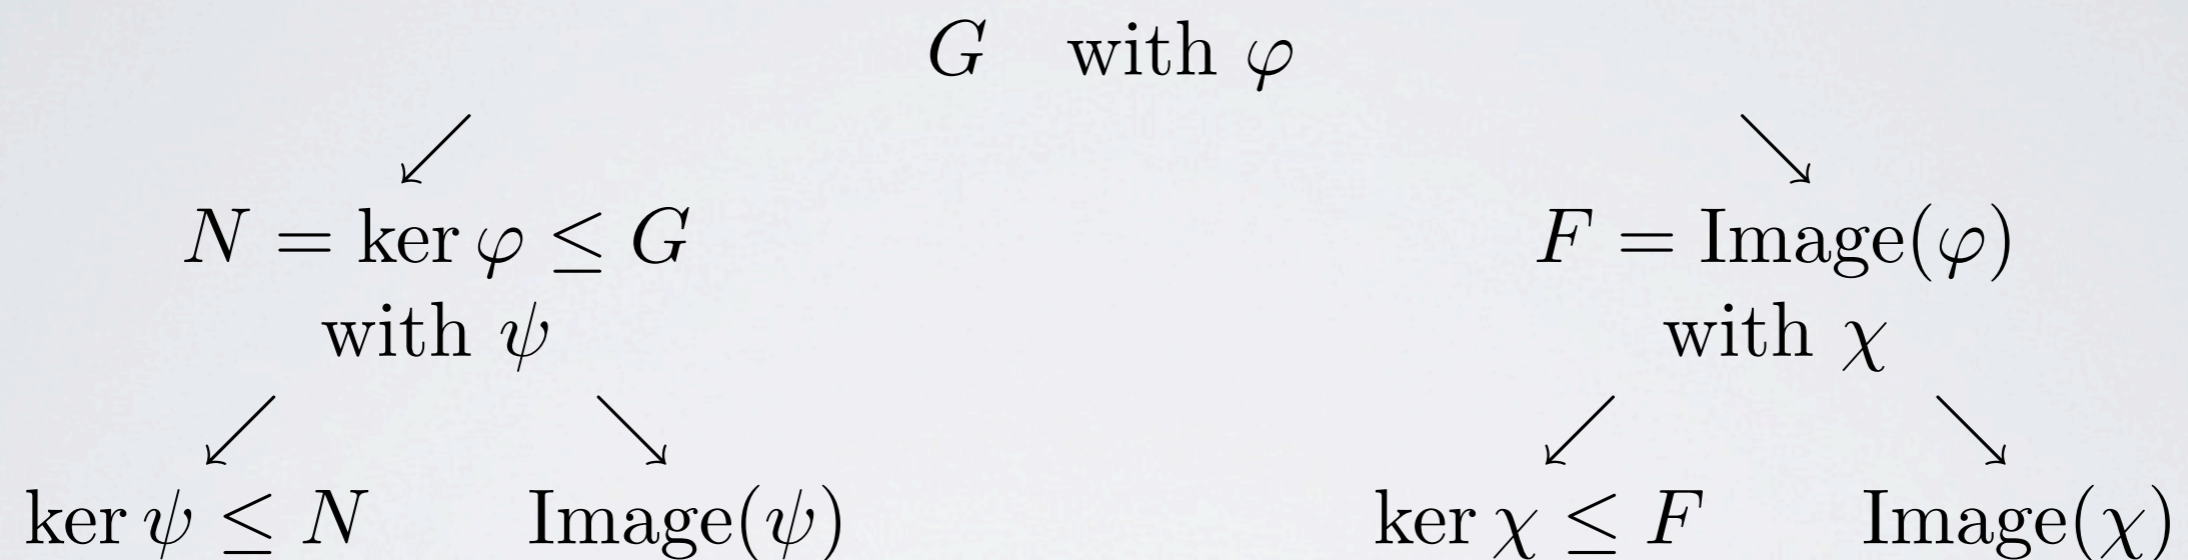 G with φ
N = ker φ ≤ G F = Image(φ)
with ψ with χ
ker ψ ≤ N Image(ψ) ker χ ≤ F Image(χ)